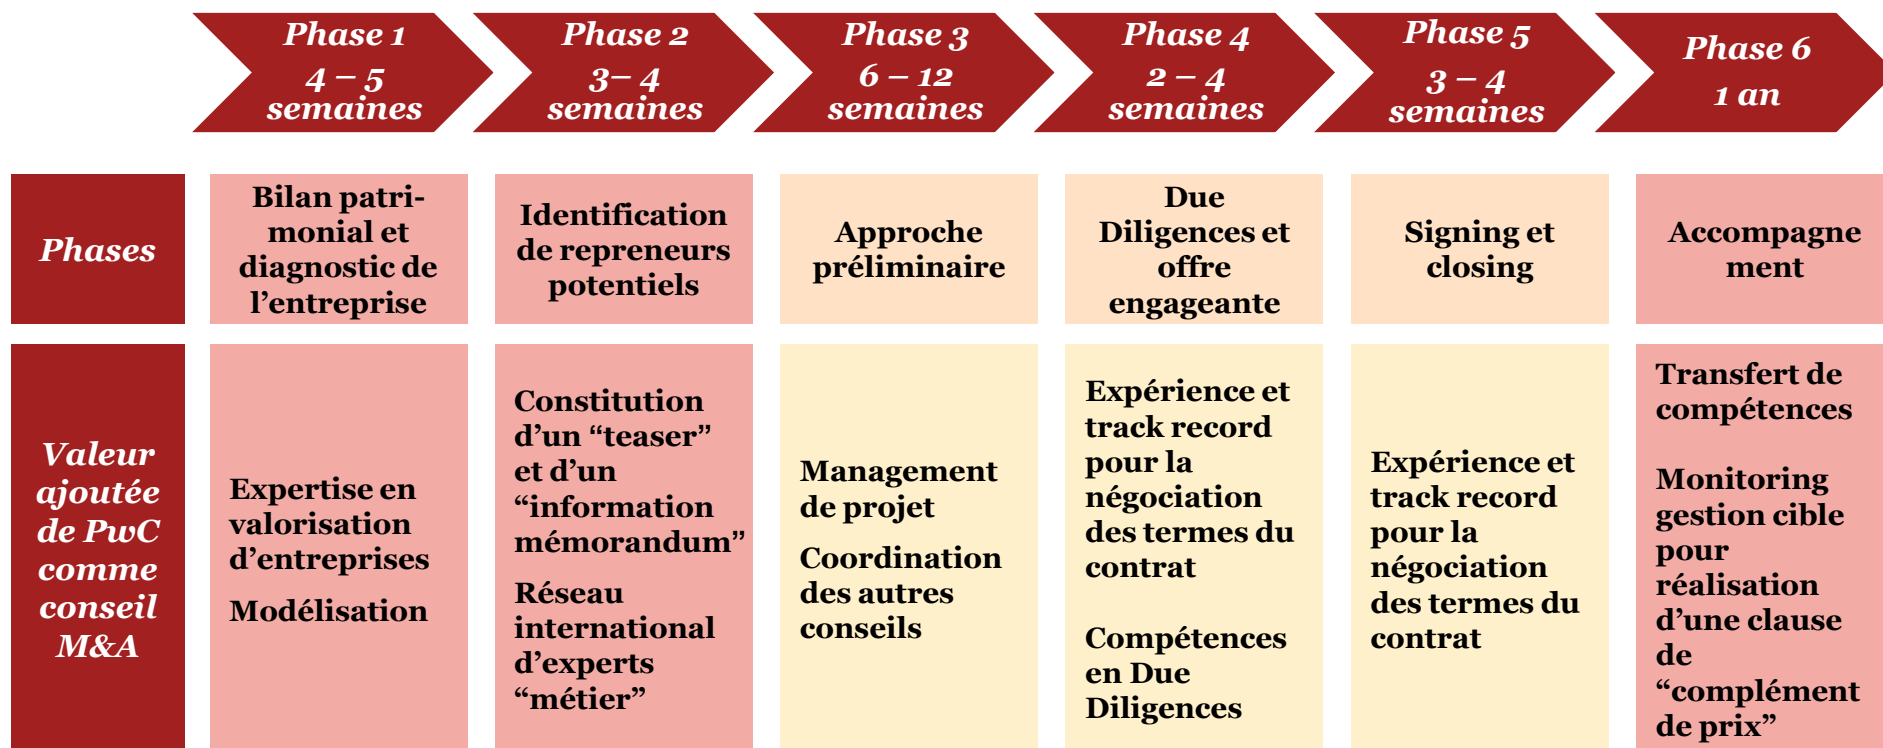 Phase 1
4 – 5
semaines
Phase 2
3– 4
semaines
Phase 3
6 – 12
semaines
Phase 4
2 – 4
semaines
Phase 5
3 – 4
semaines
Phase 6
1 an
Phases
Bilan patri-
monial et
diagnostic de
l’entreprise
Identification
de repreneurs
potentiels
Approche
préliminaire
Due
Diligences et
offre
engageante
Signing et
closing
Accompagne
ment
Valeur
ajoutée
de PwC
comme
conseil
M&A
Expertise en
valorisation
d’entreprises
Modélisation
Constitution
d’un “teaser”
et d’un
“information
mémorandum”
Réseau
international
d’experts
“métier”
Management
de projet
Coordination
des autres
conseils
Expérience et
track record
pour la
négociation
des termes du
contrat
Compétences
en Due
Diligences
Expérience et
track record
pour la
négociation
des termes du
contrat
Transfert de
compétences
Monitoring
gestion cible
pour
réalisation
d’une clause
de
“complément
de prix”